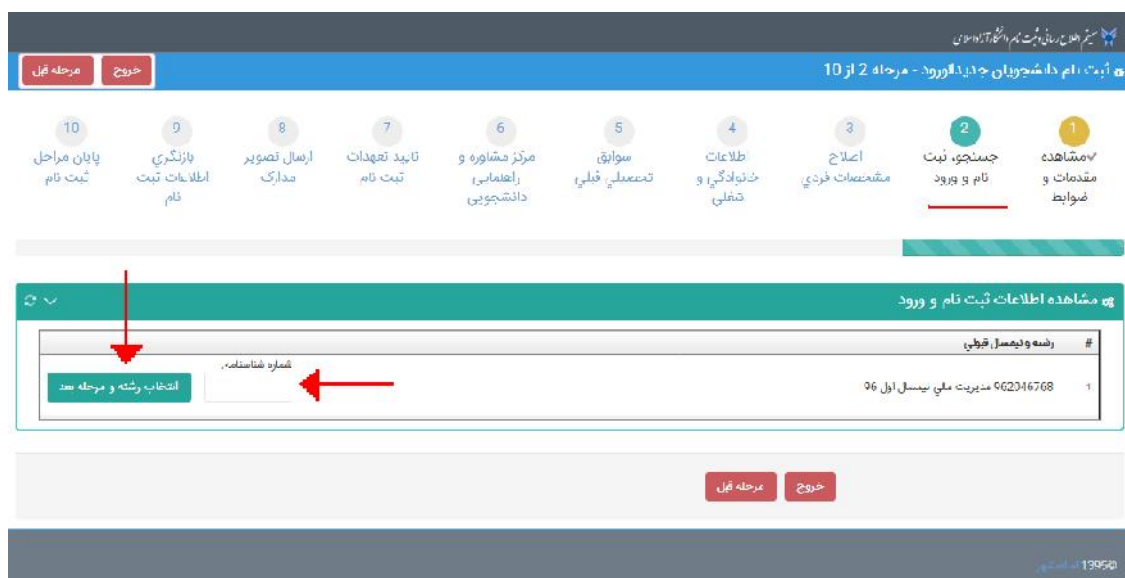 سیستم اطلاع رسانی و ثبت نام دانشگاه آزاد اسلامی
ثبت نام دانشجویان جدیدالورود - مرحله 2 از 10
خروج
مرحله قبل
1
مشاهده
مقدمات و
ضوابط
2
جستجو، ثبت
نام و ورود
3
اصلاح
مشخصات فردی
4
اطلاعات
خانوادگی و
شغلی
5
سوابق
تحصیلی قبلی
6
مرکز مشاوره و
راهنمایی
دانشجویی
7
تایید تعهدات
ثبت نام
8
ارسال تصویر
مدارک
9
بازنگری
اطلاعات ثبت
نام
10
پایان مراحل
ثبت نام
مشاهده اطلاعات ثبت نام و ورود
# رشته و نیمسال قبولی
1 962046768 مدیریت مالی نیمسال اول 96
شماره شناسنامه:
انتخاب رشته و مرحله بعد
خروج
مرحله قبل
©1395